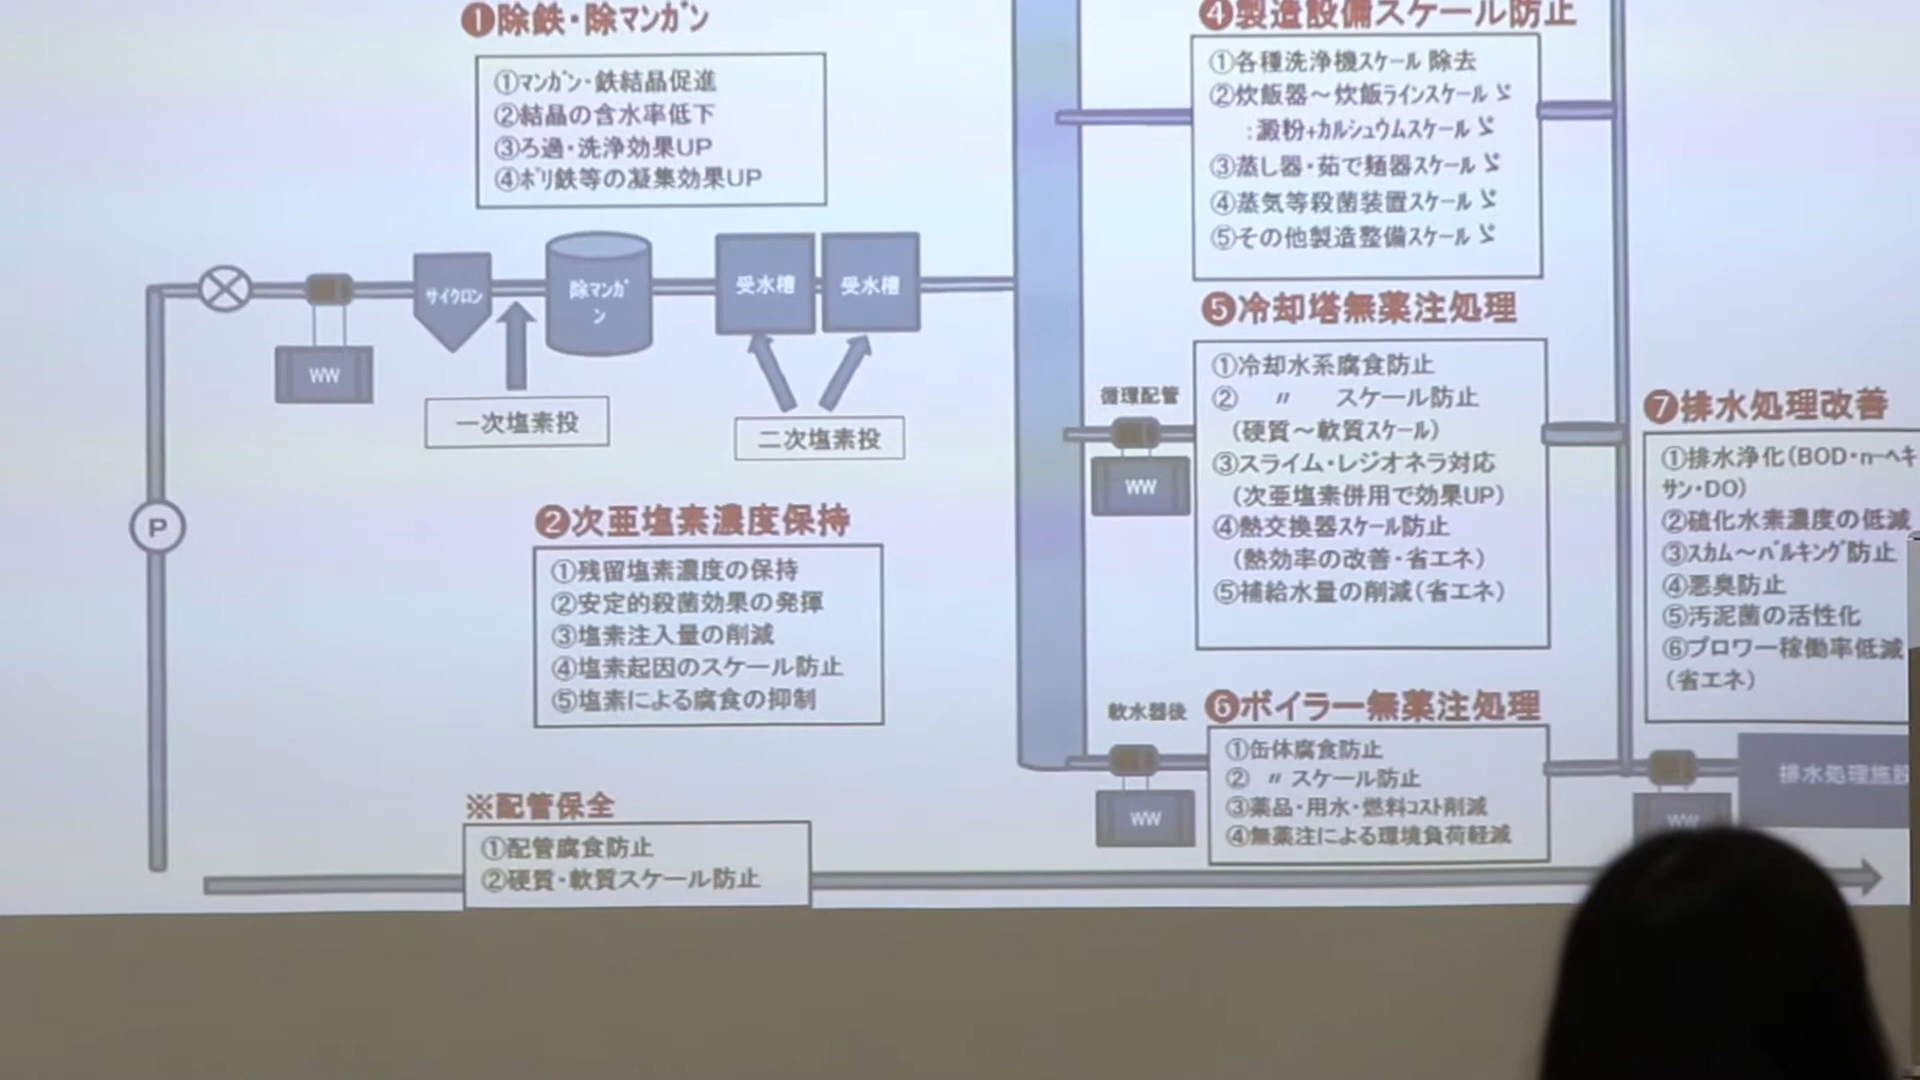 ❶除鉄・除マンガン
①マンガン・鉄結晶促進
②結晶の含水率低下
③ろ過・洗浄効果UP
④ポリ鉄等の凝集効果UP
サイクロン
除マンガ
ン
受水槽
受水槽
WW
一次塩素投
二次塩素投
P
❷次亜塩素濃度保持
①残留塩素濃度の保持
②安定的殺菌効果の発揮
③塩素注入量の削減
④塩素起因のスケール防止
⑤塩素による腐食の抑制
※配管保全
①配管腐食防止
②硬質・軟質スケール防止
❹製造設備スケール防止
①各種洗浄機スケール 除去
②炊飯器～炊飯ラインスケール 〃
:澱粉+カルシュウムスケール 〃
③蒸し器・茹で麺器スケール 〃
④蒸気等殺菌装置スケール 〃
⑤その他製造整備スケール 〃
❺冷却塔無薬注処理
①冷却水系腐食防止
② 〃 スケール防止
(硬質～軟質スケール)
③スライム・レジオネラ対応
(次亜塩素併用で効果UP)
④熱交換器スケール防止
(熱効率の改善・省エネ)
⑤補給水量の削減(省エネ)
循環配管
WW
❻ボイラー無薬注処理
①缶体腐食防止
② 〃 スケール防止
③薬品・用水・燃料コスト削減
④無薬注による環境負荷軽減
軟水器後
WW
❼排水処理改善
①排水浄化(BOD・n-ヘキ
サン・DO)
②硫化水素濃度の低減
③スカム～バルキング防止
④悪臭防止
⑤汚泥菌の活性化
⑥ブロワー稼働率低減
(省エネ)
排水処理施設
WW